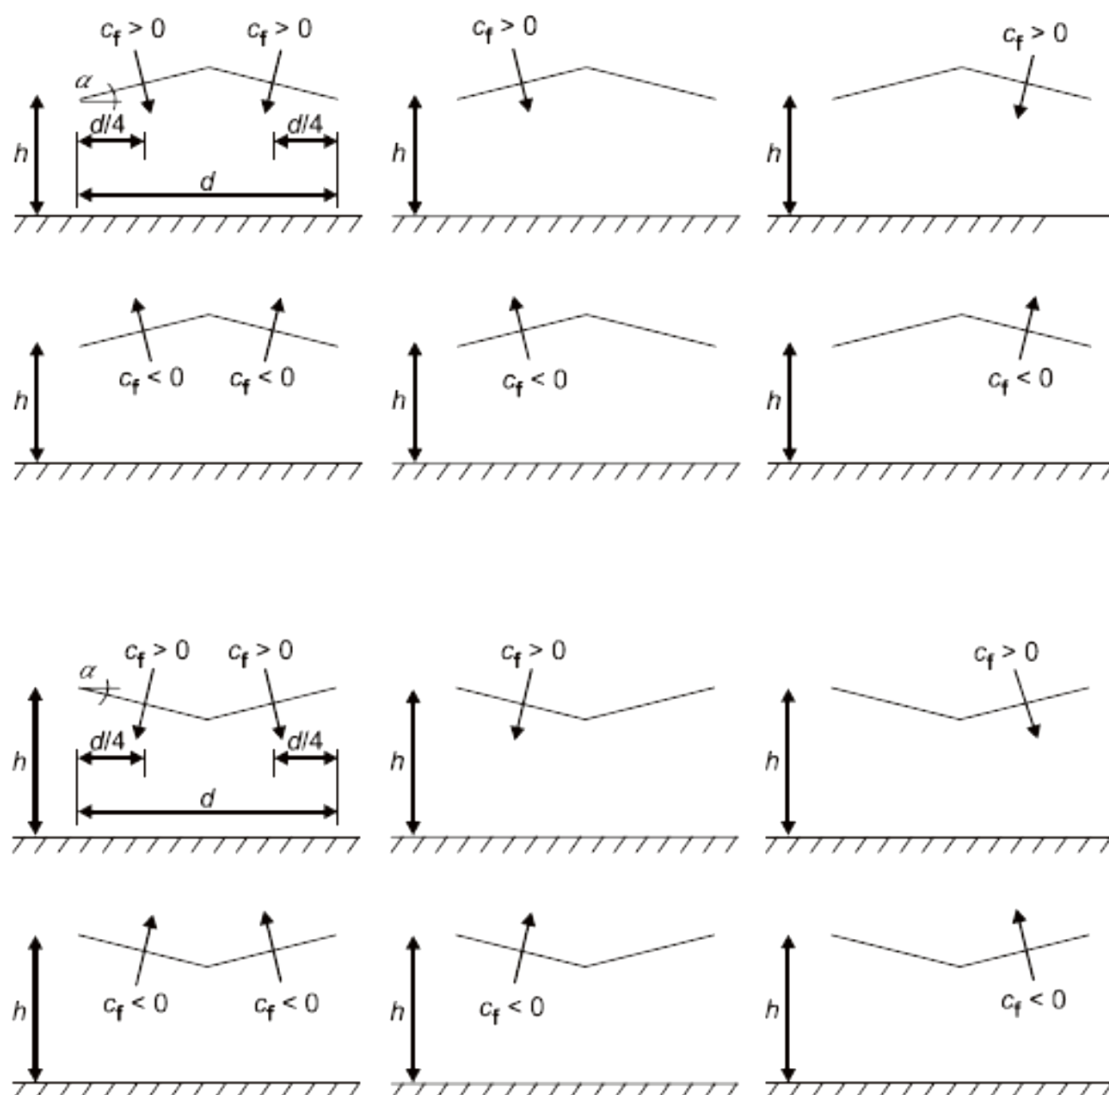 cf > 0 cf > 0 cf > 0 cf > 0
α
d/4 d/4
h h h
d
h h h
cf < 0 cf < 0 cf < 0 cf < 0
cf > 0 cf > 0 cf > 0 cf > 0
α
d/4 d/4
h h h
d
h h h
cf < 0 cf < 0 cf < 0 cf < 0